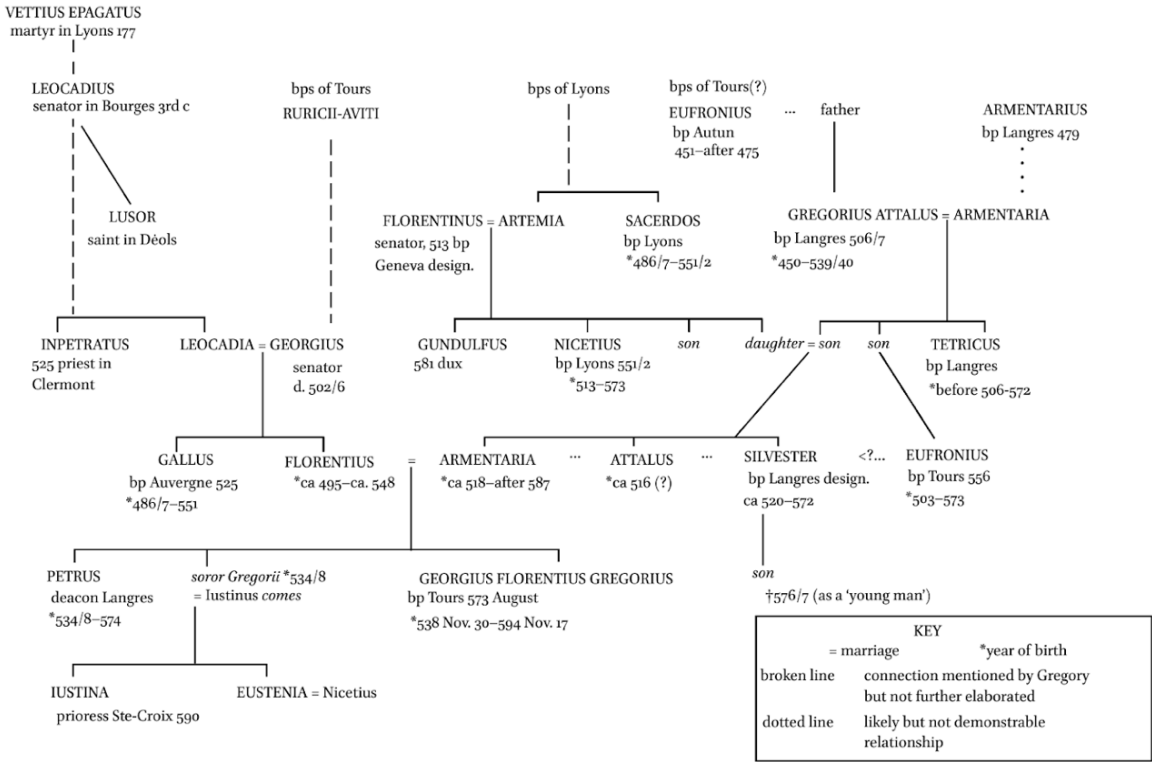 VETTIUS EPAGATUS
martyr in Lyons 177
LEOCADIUS
senator in Bourges 3rd c
bps of Tours
RURICII-AVITI
bps of Lyons
bps of Tours(?)
EUFRONIUS ... father
bp Autun
451–after 475
ARMENTARIUS
bp Langres 479
LUSOR
saint in Déols
FLORENTINUS = ARTEMIA
senator, 513 bp
Geneva design.
SACERDOS
bp Lyons
*486/7–551/2
GREGORIUS ATTALUS = ARMENTARIA
bp Langres 506/7
*450–539/40
INPETRATUS
525 priest in
Clermont
LEOCADIA = GEORGIUS
senator
d. 502/6
GUNDULFUS
581 dux
NICETIUS
bp Lyons 551/2
*513–573
son
daughter = son
son
TETRICUS
bp Langres
*before 506-572
GALLUS
bp Auvergne 525
*486/7–551
FLORENTIUS = ARMENTARIA ... ATTALUS ... SILVESTER <?... EUFRONIUS
*ca 495–ca. 548
*ca 518–after 587
*ca 516 (?)
bp Langres design.
ca 520–572
bp Tours 556
*503–573
PETRUS
deacon Langres
*534/8–574
soror Gregorii *534/8
= Iustinus comes
GEORGIUS FLORENTIUS GREGORIUS
bp Tours 573 August
*538 Nov. 30–594 Nov. 17
son
†576/7 (as a ‘young man’)
IUSTINA
prioress Ste-Croix 590
EUSTENIA = Nicetius
KEY
= marriage *year of birth
broken line connection mentioned by Gregory
but not further elaborated
dotted line likely but not demonstrable
relationship